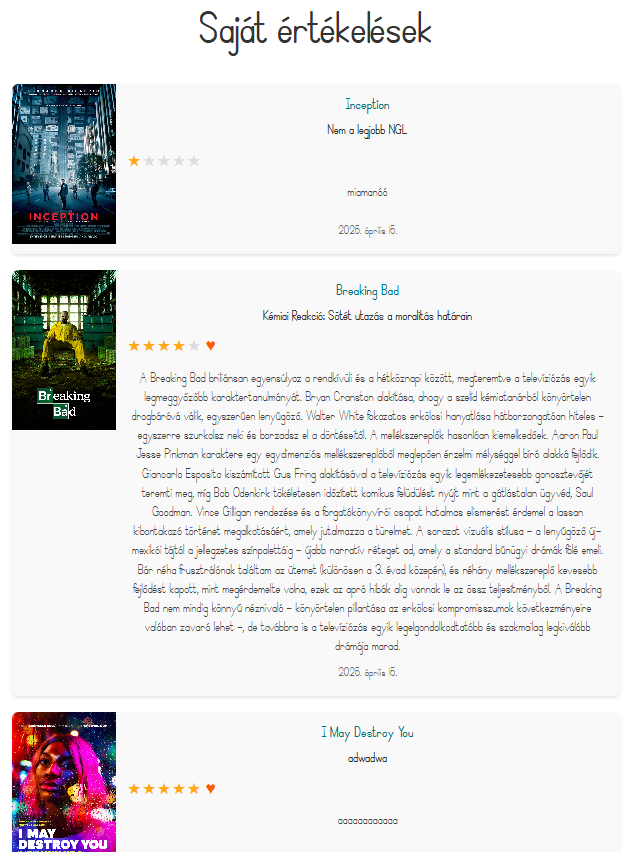 Saját értékelések
INCEPTION
Inception
Nem a legjobb NGL
miamanóó
2025. április 16.
Breaking
Bad
Breaking Bad
Kémiai Reakció: Sötét utazás a moralitás határain
A Breaking Bad briliánsan egyensúlyoz a rendkívüli és a hétköznapi között, megteremtve a televíziózás egyik
legmeggyőzőbb karaktertanulmányát. Bryan Cranston alakítása, ahogy a szelíd kémiatanárból könyörtelen
drogbáróvá válik, egyszerűen lenyűgöző. Walter White fokozatos erkölcsi hanyatlása hátborzongatóan hiteles -
egyszerre szurkolsz neki és borzadsz el a döntéseitől. A mellékszereplők hasonlóan kiemelkedőek. Aaron Paul
Jesse Pinkman karaktere egy egydimenziós mellékszereplőből meglepően érzelmi mélységgel bíró alakká fejlődik.
Giancarlo Esposito kiszámított Gus Fring alakításával a televíziózás egyik legemlékezetesebb gonosztevőjét
teremti meg, míg Bob Odenkirk tökéletesen időzített komikus felüdülést nyújt mint a gátlástalan ügyvéd, Saul
Goodman. Vince Gilligan rendezése és a forgatókönyvírói csapat hatalmas elismerést érdemel a lassan
kibontakozó történet megalkotásáért, amely jutalmazza a türelmet. A sorozat vizuális stílusa - a lenyűgöző új-
mexikói tájtól a jellegzetes színpalettáig - újabb narratív réteget ad, amely a standard bűnügyi drámák fölé emeli.
Bár néha frusztrálónak találtam az ütemet (különösen a 3. évad közepén), és néhány mellékszereplő kevesebb
fejlődést kapott, mint megérdemelte volna, ezek az apró hibák alig vonnak le az össz teljesítményből. A Breaking
Bad nem mindig könnyű néznivaló - könyörtelen pillantása az erkölcsi kompromisszumok következményeire
valóban zavaró lehet -, de továbbra is a televíziózás egyik legelgondolkodtatóbb és szakmailag legkiválóbb
drámája marad.
2025. április 16.
I MAY
DESTROY YOU
I May Destroy You
adwadwa
aaaaaaaaaaaa